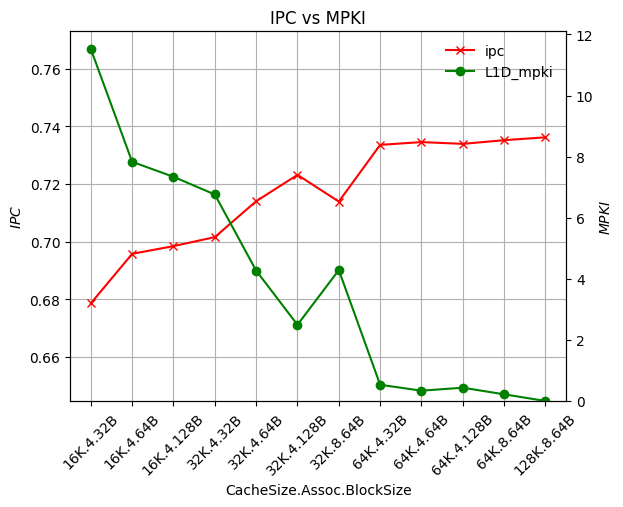 IPC vs MPKI
ipc
L1D_mpki
0.76
0.74
0.72
0.70
0.68
0.66
IPC
12
10
8
6
4
2
0
MPKI
16K.4.32B
16K.4.64B
16K.4.128B
32K.4.32B
32K.4.64B
32K.4.128B
32K.8.64B
64K.4.32B
64K.4.64B
64K.4.128B
64K.8.64B
128K.8.64B
CacheSize.Assoc.BlockSize